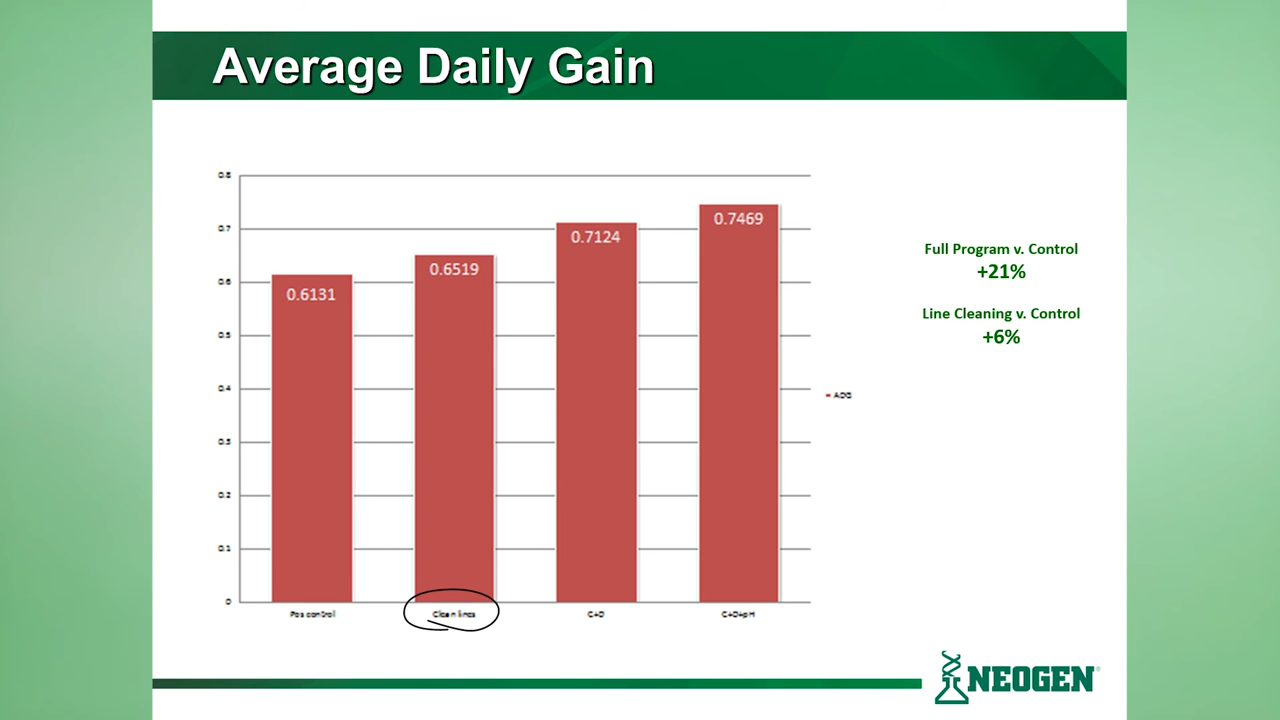 Average Daily Gain
0.8
0.7
0.6
0.5
0.4
0.3
0.2
0.1
0
0.6131
0.6519
0.7124
0.7469
Pos control
Clean lines
C+D
C+D+pH
ADG
Full Program v. Control
+21%
Line Cleaning v. Control
+6%
NEOGEN®